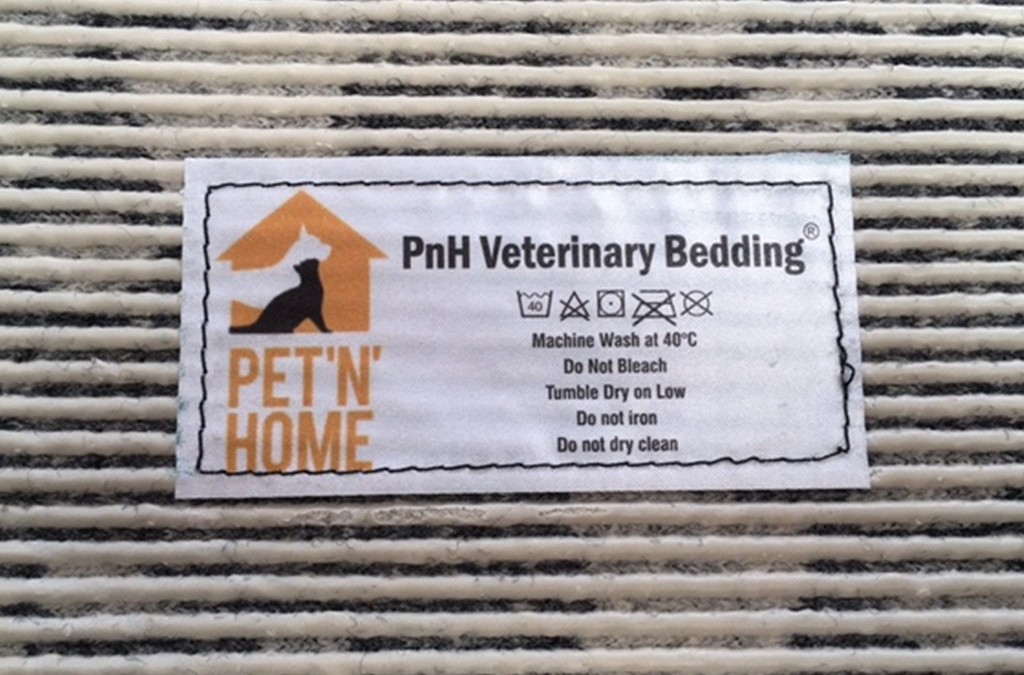 PnH Veterinary Bedding®
40
Machine Wash at 40°C
Do Not Bleach
Tumble Dry on Low
Do not iron
Do not dry clean
PET'N'
HOME